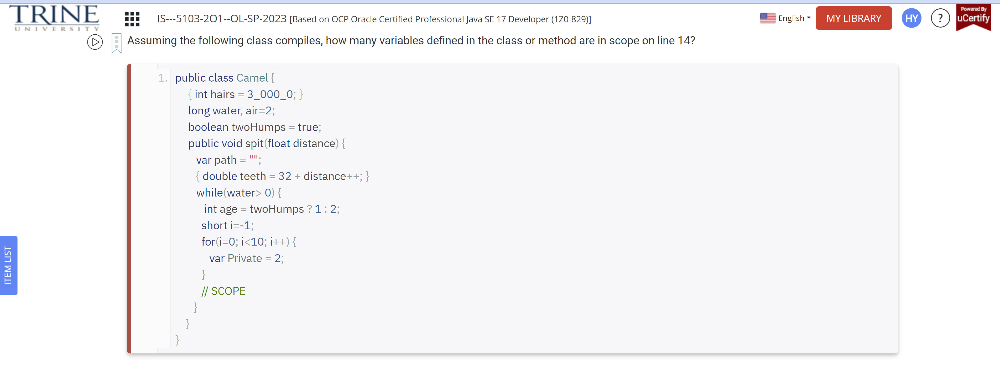 TRINE
UNIVERSITY
IS---5103-2O1--OL-SP-2023 [Based on OCP Oracle Certified Professional Java SE 17 Developer (1Z0-829)]
English
MY LIBRARY
HY
?
Powered By
uCertify
Assuming the following class compiles, how many variables defined in the class or method are in scope on line 14?
1. public class Camel {
{ int hairs = 3_000_0; }
long water, air=2;
boolean twoHumps = true;
public void spit(float distance) {
var path = "";
{ double teeth = 32 + distance++; }
while(water> 0) {
int age = twoHumps ? 1 : 2;
short i=-1;
for(i=0; i<10; i++) {
var Private = 2;
}
// SCOPE
}
}
}
ITEM LIST